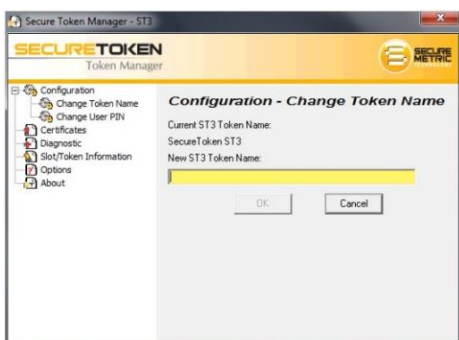 Secure Token Manager - ST3
SECURETOKEN
Token Manager
SECURE
METRIC
Configuration
Change Token Name
Change User PIN
Certificates
Diagnostic
Slot/Token Information
Options
About
Configuration - Change Token Name
Current ST3 Token Name:
SecureToken ST3
New ST3 Token Name:
OK
Cancel